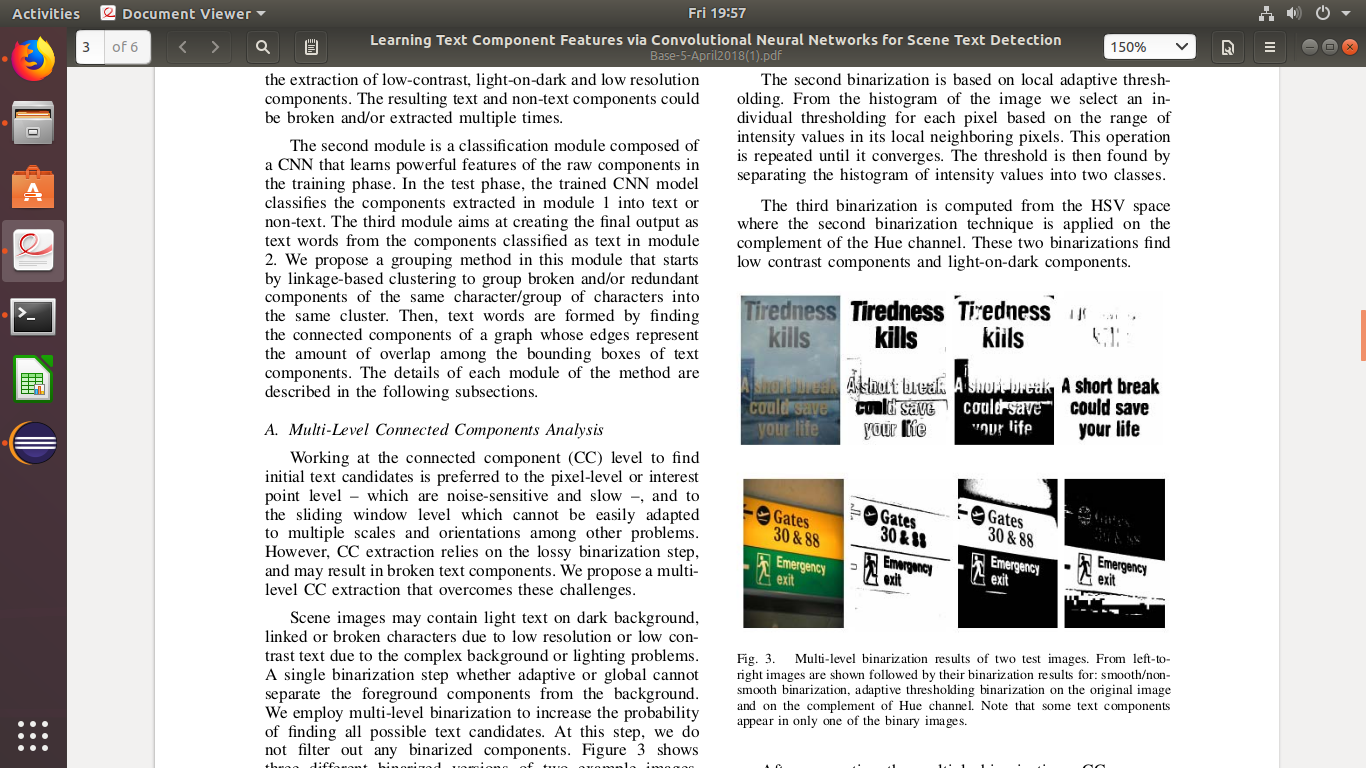 Activities
Document Viewer
Fri 19:57
3
of 6
Learning Text Component Features via Convolutional Neural Networks for Scene Text Detection
Base-5-April2018(1).pdf
150%
the extraction of low-contrast, light-on-dark and low resolution
components. The resulting text and non-text components could
be broken and/or extracted multiple times.
The second module is a classification module composed of
a CNN that learns powerful features of the raw components in
the training phase. In the test phase, the trained CNN model
classifies the components extracted in module 1 into text or
non-text. The third module aims at creating the final output as
text words from the components classified as text in module
2. We propose a grouping method in this module that starts
by linkage-based clustering to group broken and/or redundant
components of the same character/group of characters into
the same cluster. Then, text words are formed by finding
the connected components of a graph whose edges represent
the amount of overlap among the bounding boxes of text
components. The details of each module of the method are
described in the following subsections.
A. Multi-Level Connected Components Analysis
Working at the connected component (CC) level to find
initial text candidates is preferred to the pixel-level or interest
point level – which are noise-sensitive and slow –, and to
the sliding window level which cannot be easily adapted
to multiple scales and orientations among other problems.
However, CC extraction relies on the lossy binarization step,
and may result in broken text components. We propose a multi-
level CC extraction that overcomes these challenges.
Scene images may contain light text on dark background,
linked or broken characters due to low resolution or low con-
trast text due to the complex background or lighting problems.
A single binarization step whether adaptive or global cannot
separate the foreground components from the background.
We employ multi-level binarization to increase the probability
of finding all possible text candidates. At this step, we do
not filter out any binarized components. Figure 3 shows
three different binarized versions of two example images.
The second binarization is based on local adaptive thresh-
olding. From the histogram of the image we select an in-
dividual thresholding for each pixel based on the range of
intensity values in its local neighboring pixels. This operation
is repeated until it converges. The threshold is then found by
separating the histogram of intensity values into two classes.
The third binarization is computed from the HSV space
where the second binarization technique is applied on the
complement of the Hue channel. These two binarizations find
low contrast components and light-on-dark components.
Tiredness
kills
A short break
could save
your life
Tiredness
kills
A short break
could save
your life
Tiredness
kills
A short break
could save
your life
A short break
could save
your life
Gates
30 & 88
Emergency
exit
Gates
30 & 88
Emergency
exit
Gates
30 & 88
Emergency
exit
Emergency
exit
Fig. 3. Multi-level binarization results of two test images. From left-to-
right images are shown followed by their binarization results for: smooth/non-
smooth binarization, adaptive thresholding binarization on the original image
and on the complement of Hue channel. Note that some text components
appear in only one of the binary images.